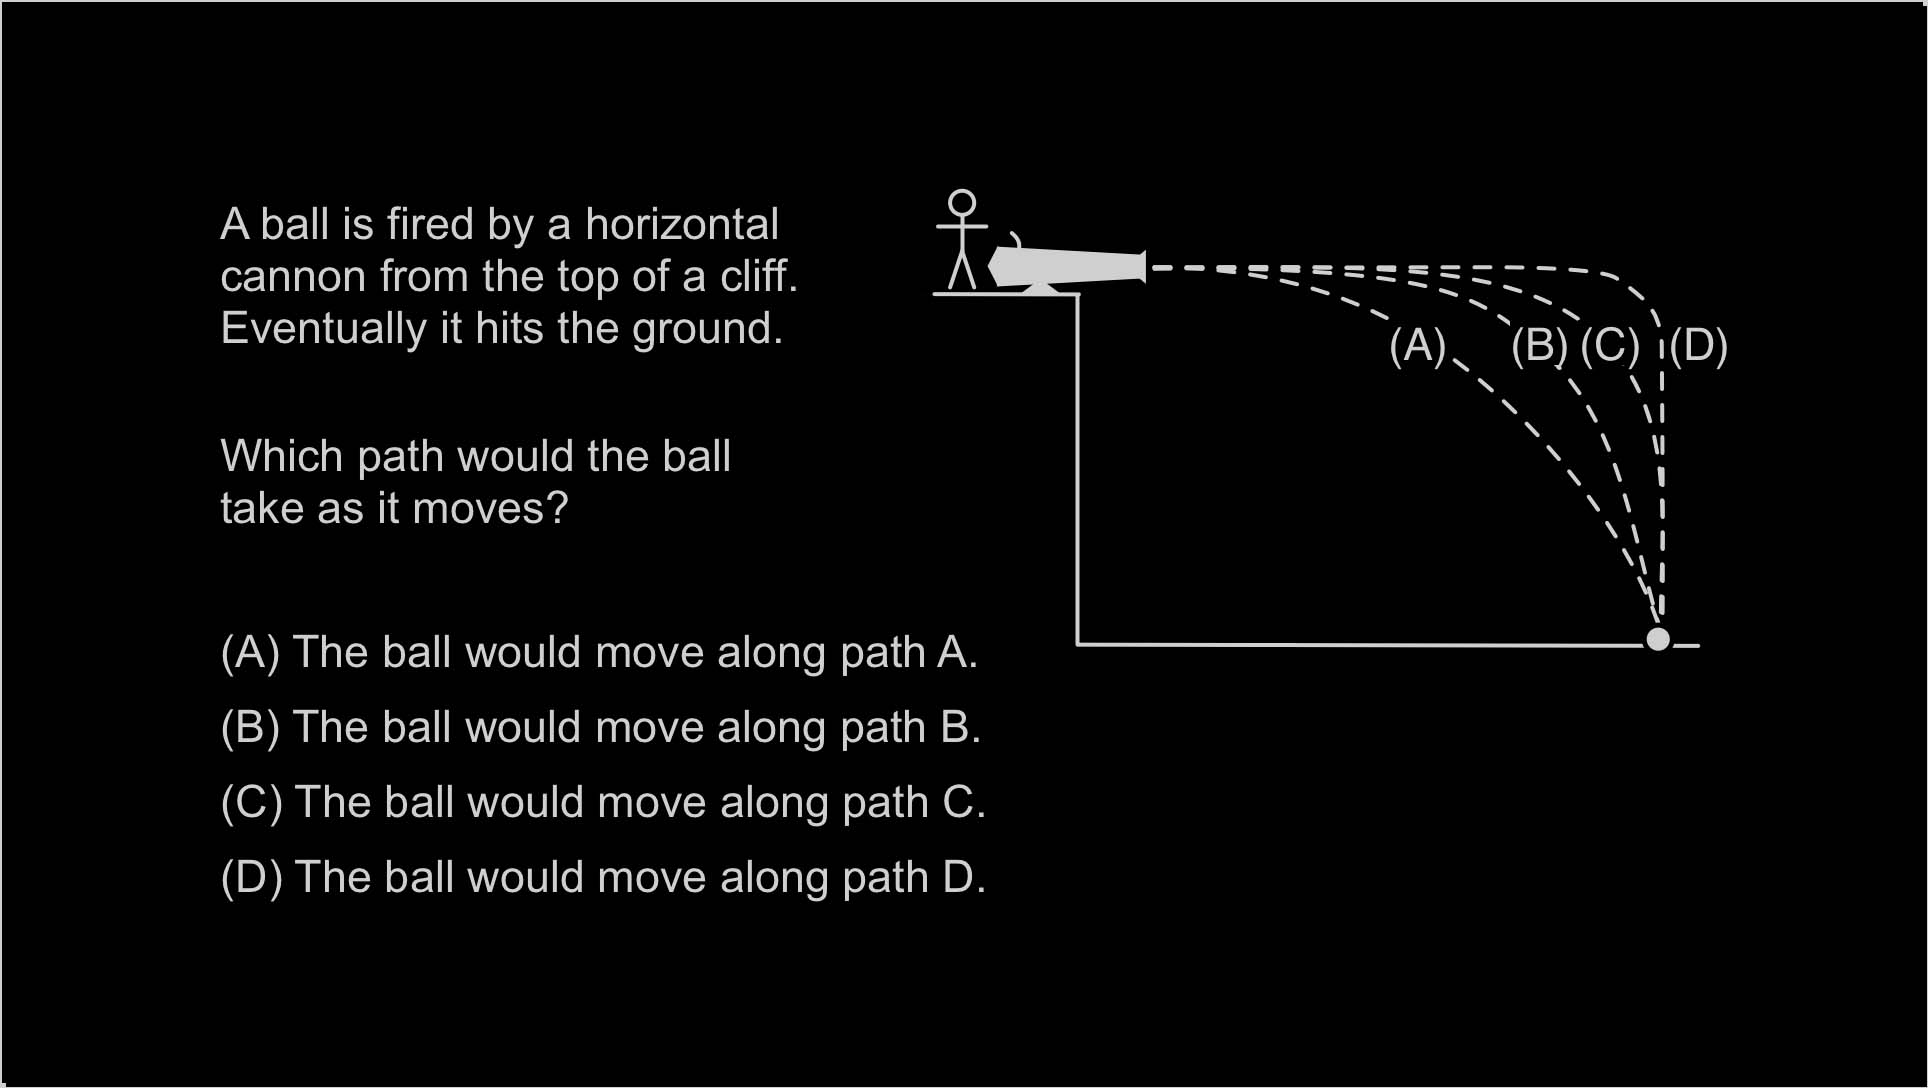 A ball is fired by a horizontal
cannon from the top of a cliff.
Eventually it hits the ground.
Which path would the ball
take as it moves?
(A) The ball would move along path A.
(B) The ball would move along path B.
(C) The ball would move along path C.
(D) The ball would move along path D.
(A) (B) (C) (D)